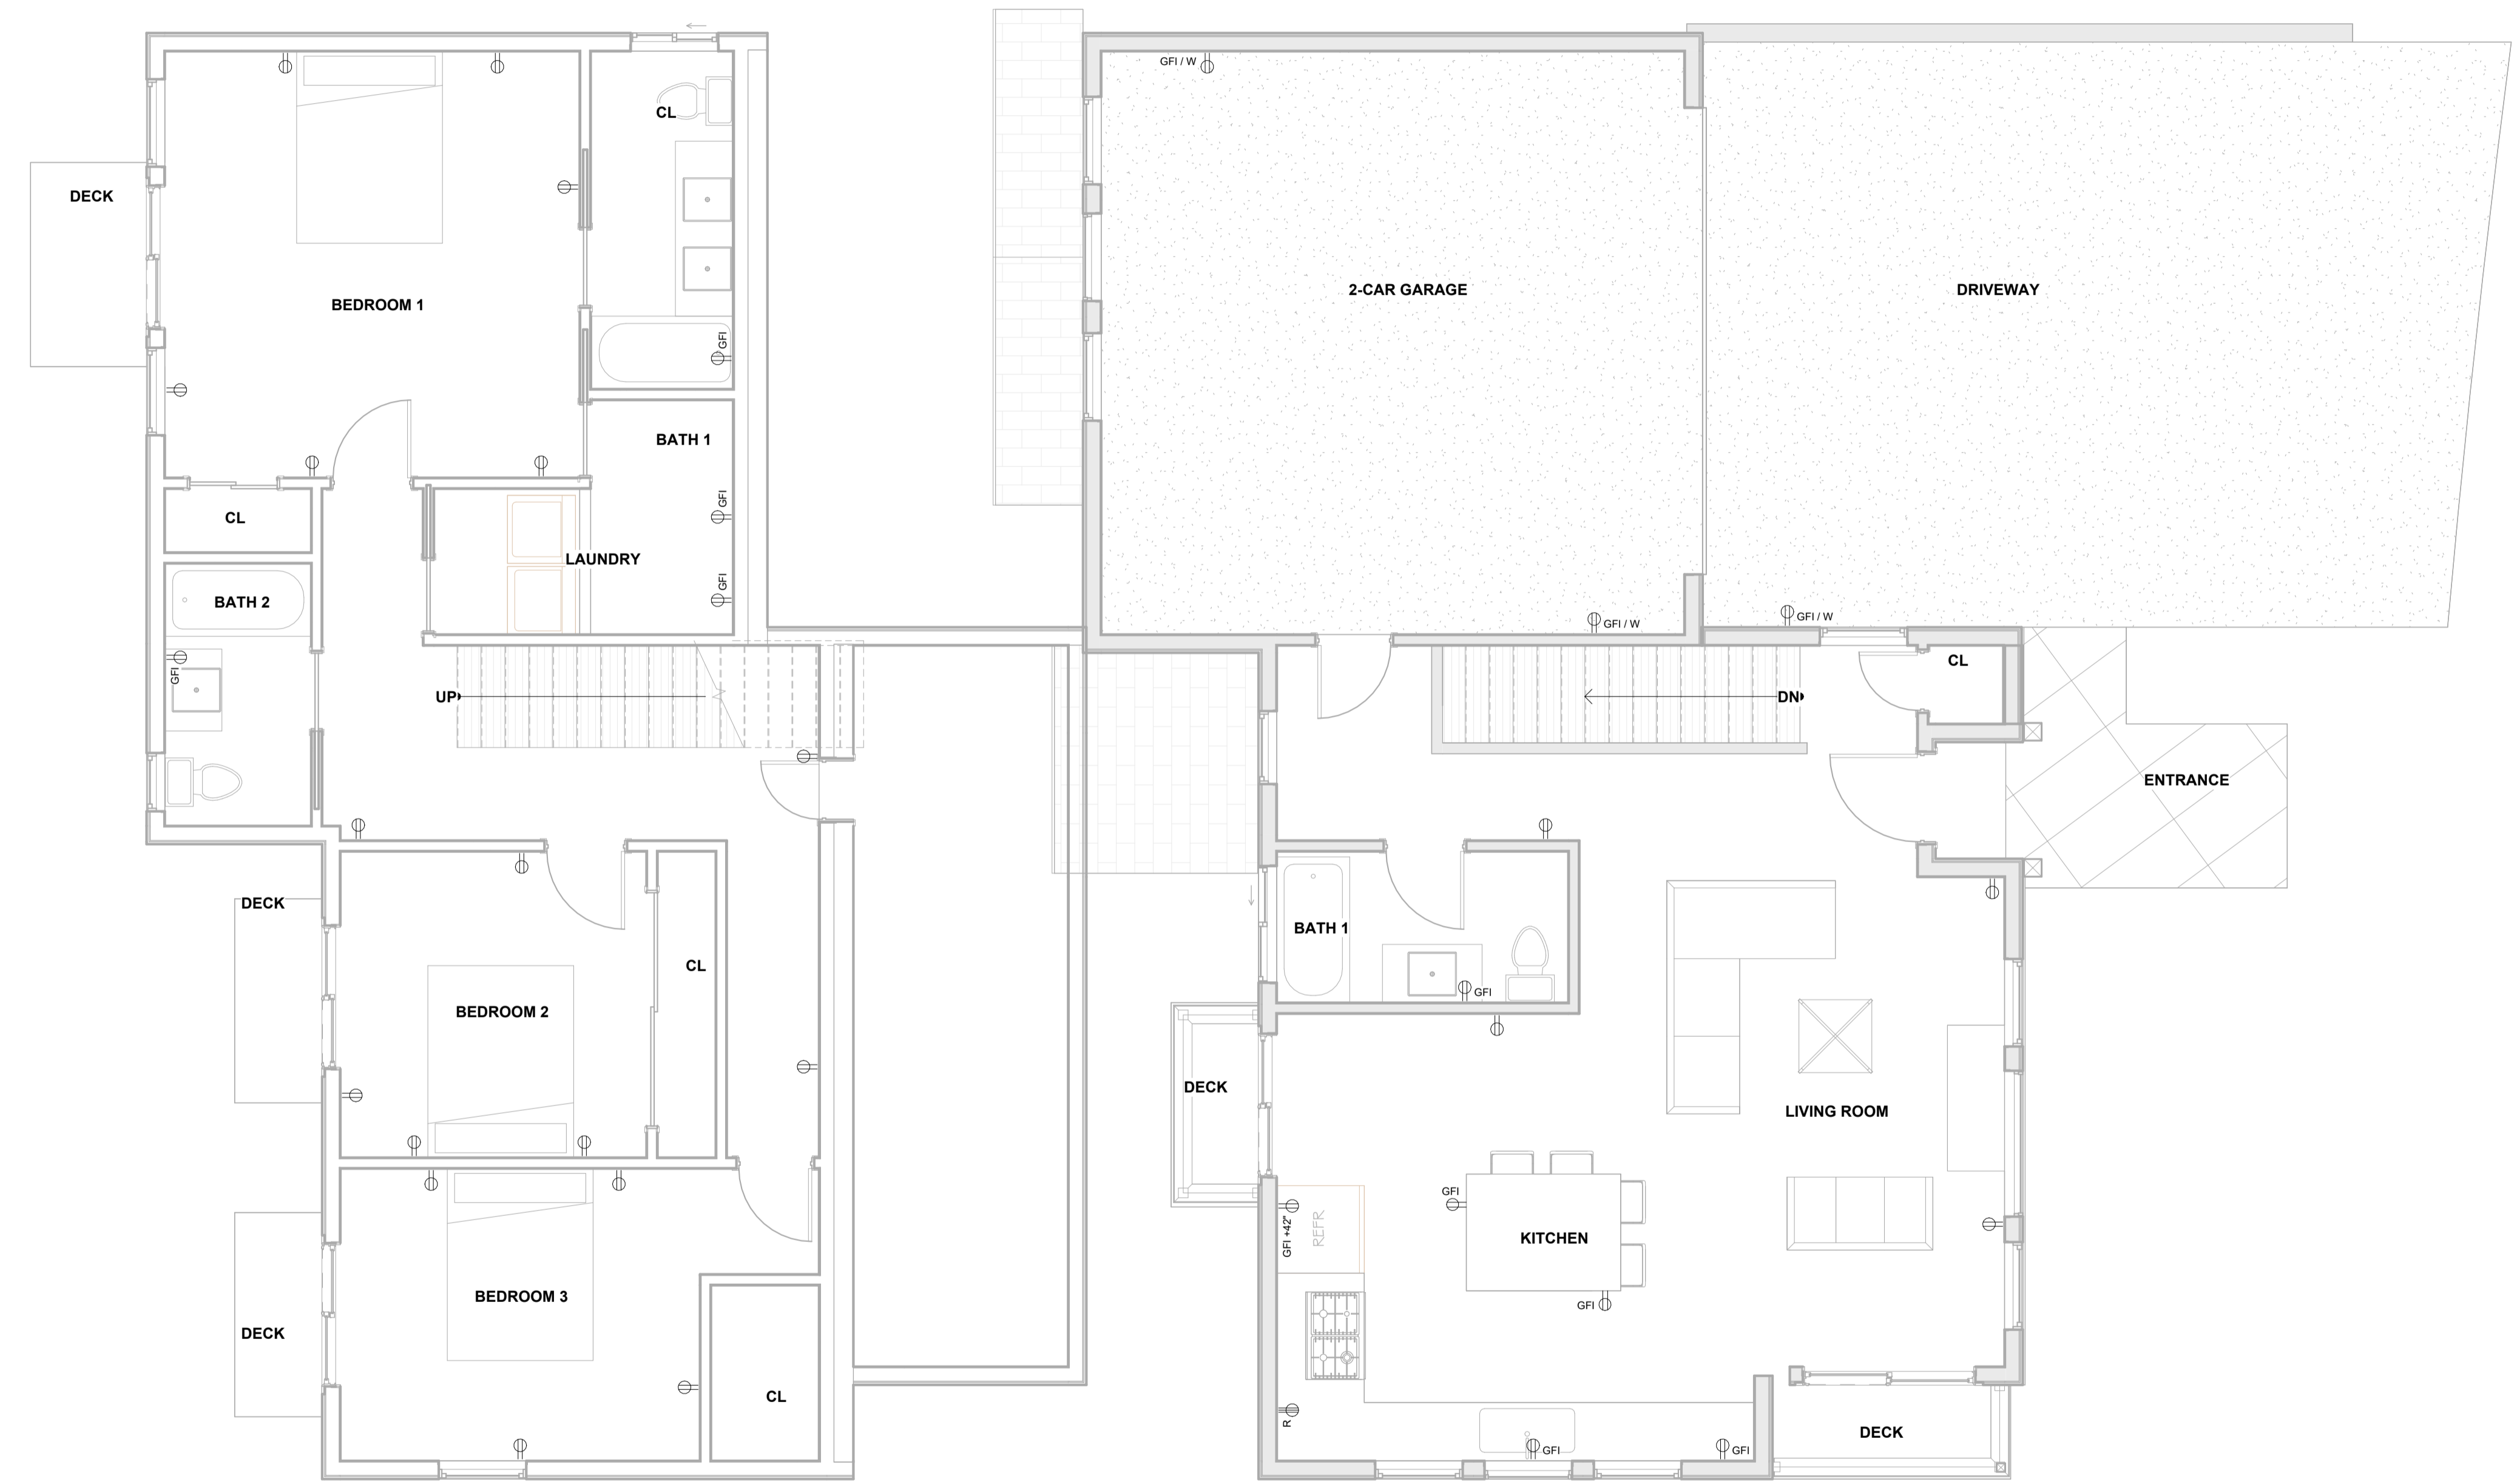 DECK
BEDROOM 1
CL
GFI
BATH 1
GFI
GFI
LAUNDRY
CL
BATH 2
GFI
UP
DECK
BEDROOM 2
CL
DECK
BEDROOM 3
CL
GFI / W
2-CAR GARAGE
DRIVEWAY
GFI / W
GFI / W
CL
DN
ENTRANCE
BATH 1
GFI
DECK
LIVING ROOM
GFI +42"
REFR
GFI
KITCHEN
GFI
R
GFI
GFI
DECK